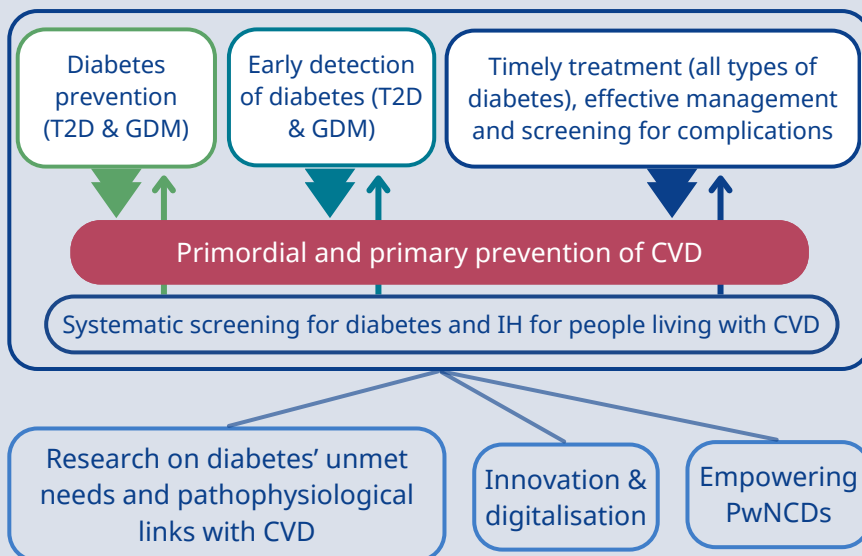 Diabetes
prevention
(T2D & GDM)
Early detection
of diabetes (T2D
& GDM)
Timely treatment (all types of
diabetes), effective management
and screening for complications
Primordial and primary prevention of CVD
Systematic screening for diabetes and IH for people living with CVD
Research on diabetes’ unmet
needs and pathophysiological
links with CVD
Innovation &
digitalisation
Empowering
PwNCDs